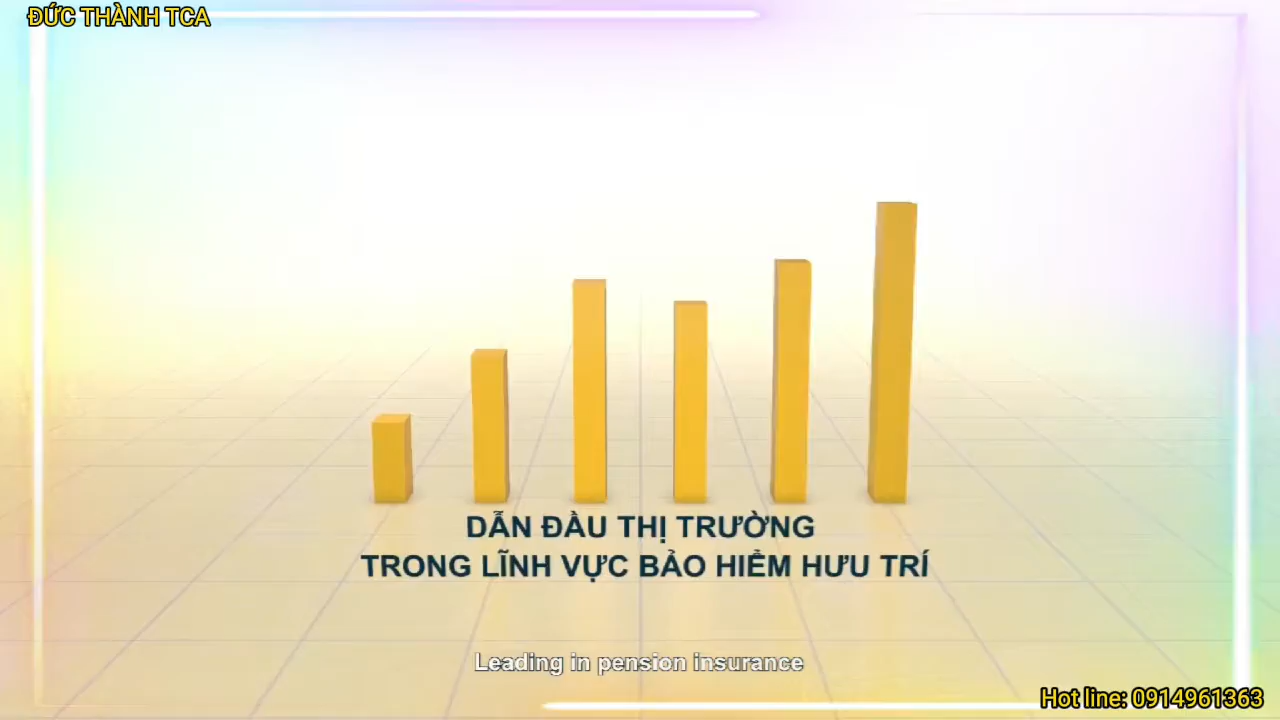 ĐỨC THÀNH TCA
DẪN ĐẦU THỊ TRƯỜNG
TRONG LĨNH VỰC BẢO HIỂM HƯU TRÍ
Leading in pension insurance
Hot line: 0914961363